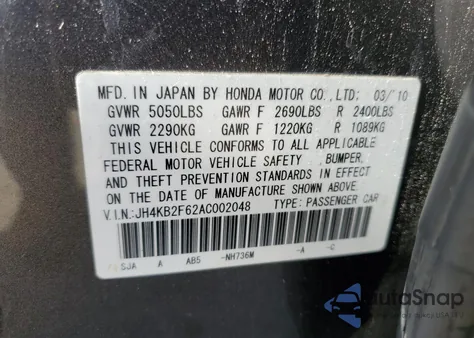 MFD. IN JAPAN BY HONDA MOTOR CO., LTD. 03/10
GVWR 5050LBS GAWR F 2690LBS R 2400LBS
GVWR 2290KG GAWR F 1220KG R 1089KG
THIS VEHICLE CONFORMS TO ALL APPLICABLE
FEDERAL MOTOR VEHICLE SAFETY, BUMPER,
AND THEFT PREVENTION STANDARDS IN EFFECT
ON THE DATE OF MANUFACTURE SHOWN ABOVE.
V.I.N.:JH4KB2F62AC002048 TYPE: PASSENGER CAR
SJA A AB5 -NH736M -A -C
AutoSnap